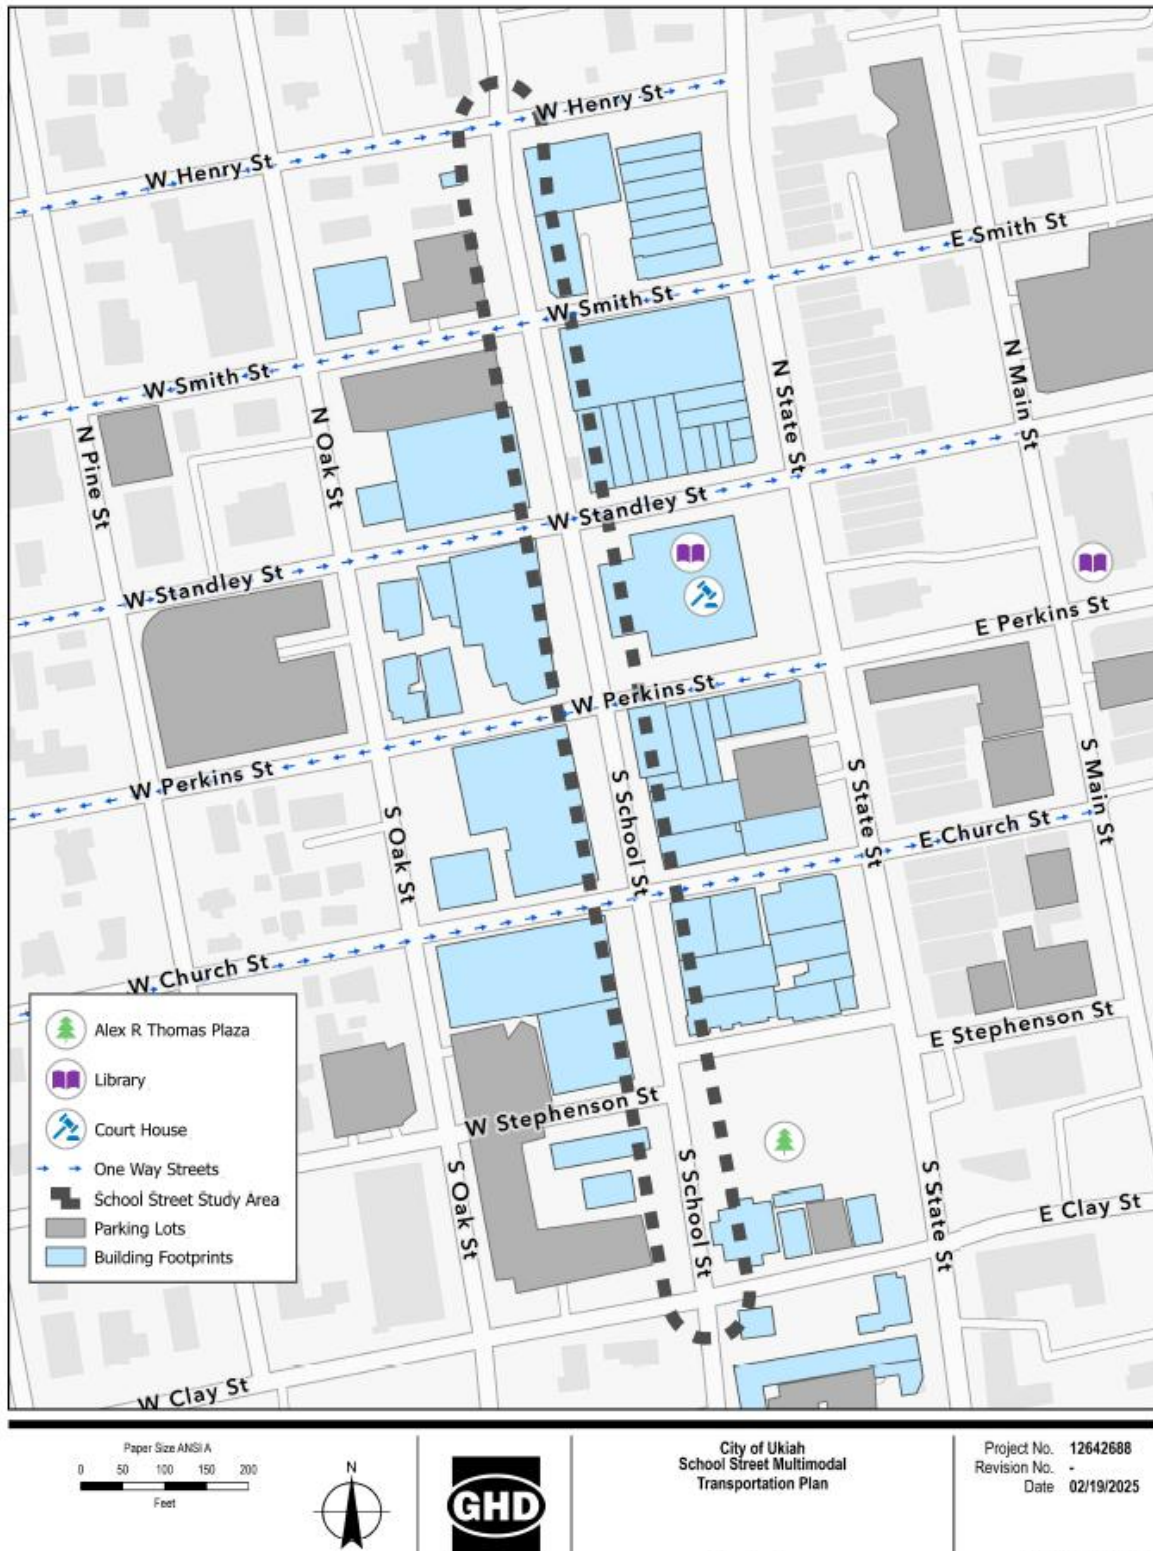 W Henry St
W Henry St
E Smith St
W Smith St
W Smith St
N Pine St
N Oak St
N State St
N Main St
W Standley St
W Standley St
E Perkins St
W Perkins St
W Perkins St
S Oak St
S School St
S State St
S Main St
E Church St
W Church St
E Stephenson St
W Stephenson St
S Oak St
S School St
S State St
E Clay St
W Clay St
Alex R Thomas Plaza
Library
Court House
One Way Streets
School Street Study Area
Parking Lots
Building Footprints
Paper Size ANSI A
0 50 100 150 200
Feet
N
GHD
City of Ukiah
School Street Multimodal
Transportation Plan
Project No. 12642688
Revision No. -
Date 02/19/2025